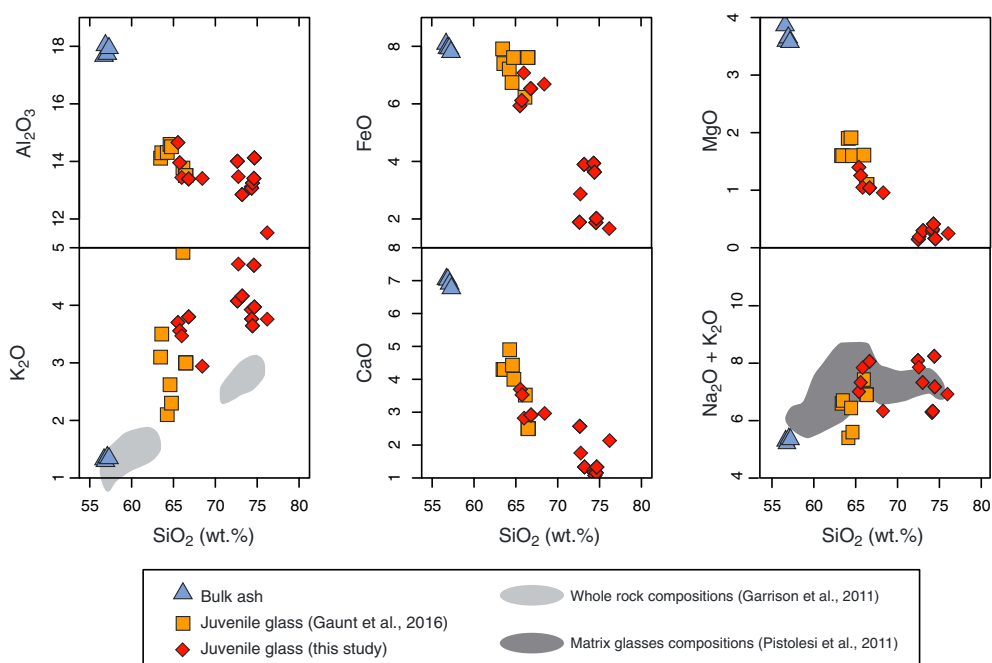 18
16
14
12
Al₂O₃
8
6
4
2
FeO
4
3
2
1
0
MgO
5
4
3
2
1
K₂O
8
7
6
5
4
3
2
1
CaO
10
8
6
4
Na₂O + K₂O
55 60 65 70 75 80
SiO₂ (wt.%)
55 60 65 70 75 80
SiO₂ (wt.%)
55 60 65 70 75 80
SiO₂ (wt.%)
Bulk ash
Juvenile glass (Gaunt et al., 2016)
Juvenile glass (this study)
Whole rock compositions (Garrison et al., 2011)
Matrix glasses compositions (Pistolesi et al., 2011)